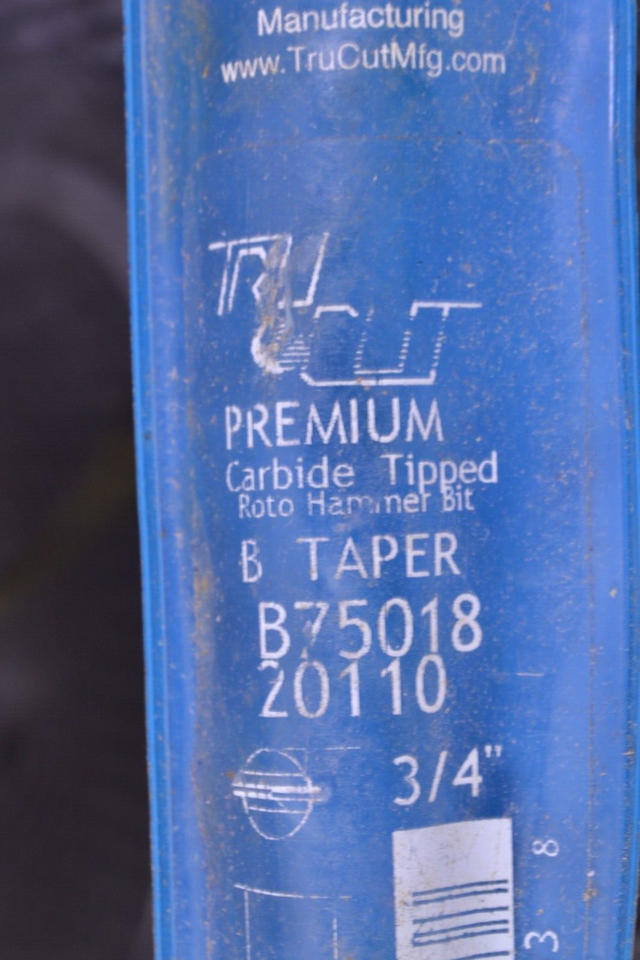 Manufacturing
www.TruCutMfg.com
TRU
CUT
PREMIUM
Carbide Tipped
Roto Hammer Bit
B TAPER
B75018
20110
3/4"
8
3